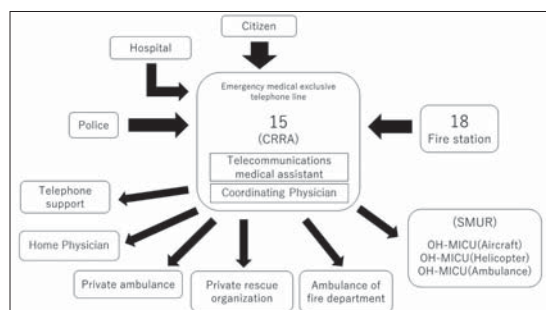 Citizen
Hospital
Emergency medical exclusive
telephone line
Police
15
(CRRA)
18
Fire station
Telecommunications
medical assistant
Coordinating Physician
Telephone
support
Home Physician
Private ambulance
Private rescue
organization
Ambulance of
fire department
(SMUR)
OH-MICU(Aircraft)
OH-MICU(Helicopter)
OH-MICU(Ambulance)